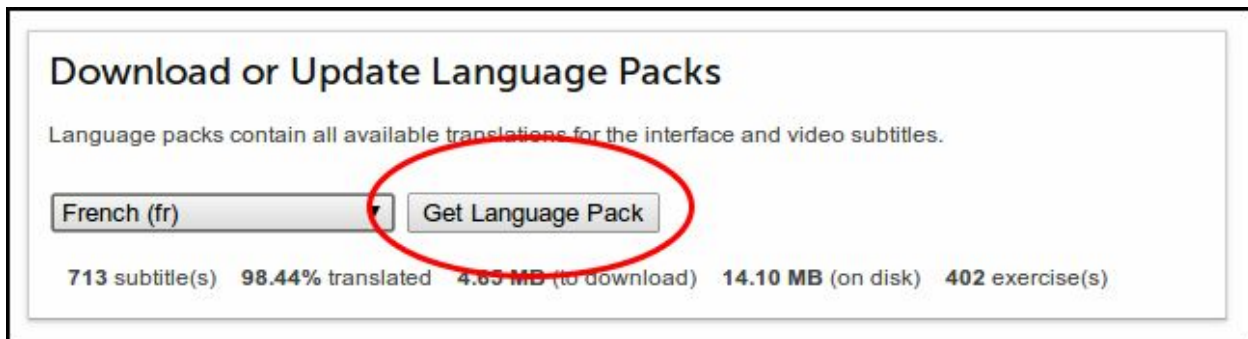 Download or Update Language Packs
Language packs contain all available translations for the interface and video subtitles.
French (fr) Get Language Pack
713 subtitle(s) 98.44% translated 4.65 MB (to download) 14.10 MB (on disk) 402 exercise(s)